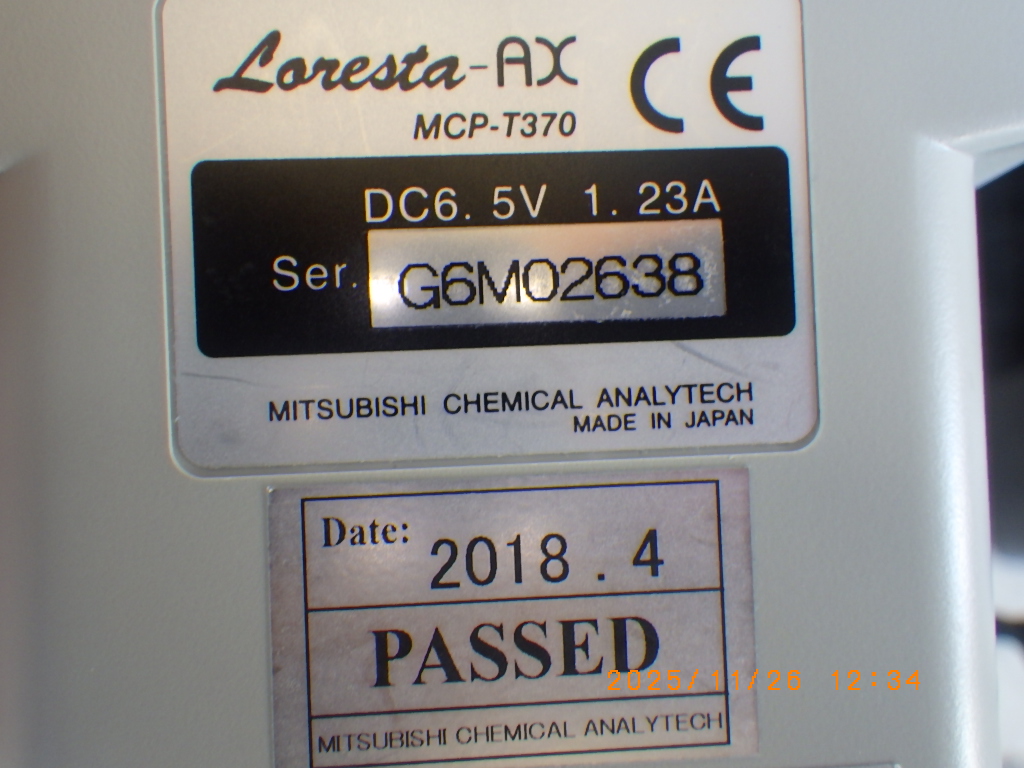 Loresta-AX CE
MCP-T370
DC6.5V 1.23A
Ser. G6M02638
MITSUBISHI CHEMICAL ANALYTECH
MADE IN JAPAN
Date: 2018.4
PASSED
2025/11/26 12:34
MITSUBISHI CHEMICAL ANALYTECH